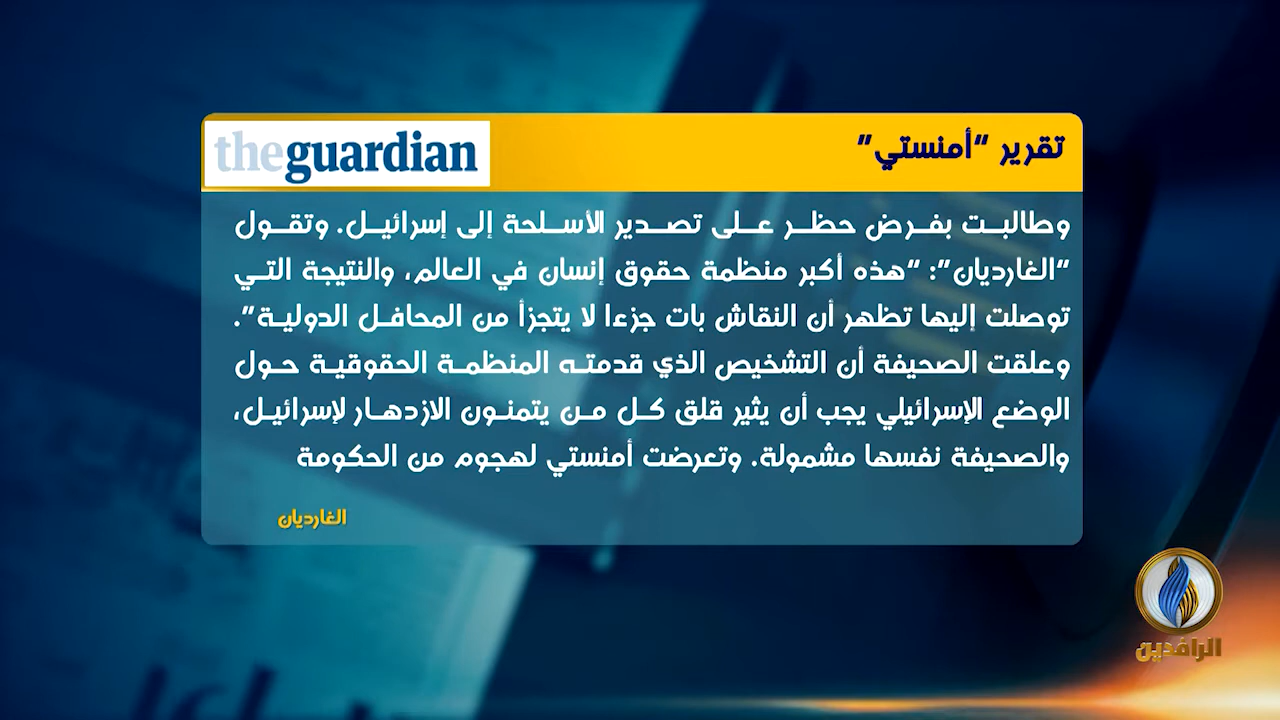 the guardian
تقرير “أمنستي”
وطالبت بفرض حظر على تصدير الأسلحة إلى إسرائيل. وتقول
“الغارديان”: “هذه أكبر منظمة حقوق إنسان في العالم، والنتيجة التي
توصلت إليها تظهر أن النقاش بات جزءا لا يتجزأ من المحافل الدولية”.
وعلقت الصحيفة أن التشخيص الذي قدمته المنظمة الحقوقية حول
الوضع الإسرائيلي يجب أن يثير قلق كل من يتمنون الازدهار لإسرائيل،
والصحيفة نفسها مشمولة. وتعرضت أمنستي لهجوم من الحكومة
الغارديان
الرافدين